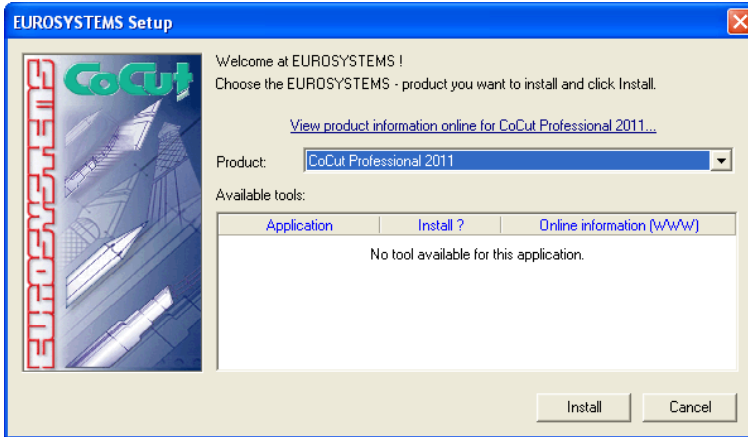 EUROSYSTEMS Setup
EUROSYSTEMS
CoCut
Welcome at EUROSYSTEMS !
Choose the EUROSYSTEMS - product you want to install and click Install.
View product information online for CoCut Professional 2011...
Product: CoCut Professional 2011
Available tools:
Application Install ? Online information (WWW)
No tool available for this application.
Install Cancel